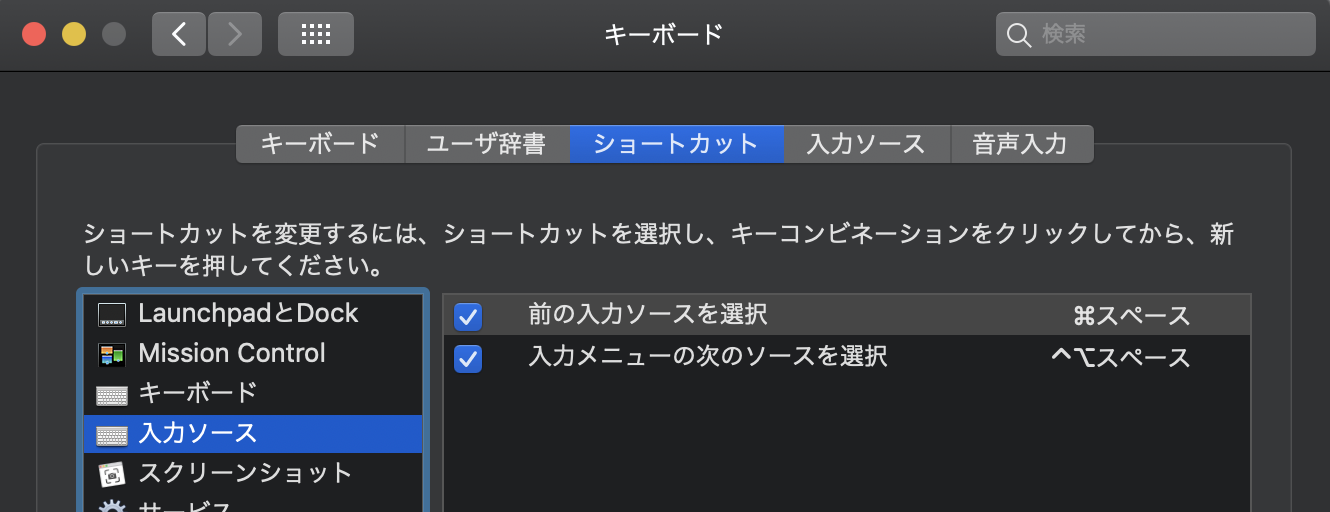 キーボード
検索
キーボード
ユーザ辞書
ショートカット
入力ソース
音声入力
ショートカットを変更するには、ショートカットを選択し、キーコンビネーションをクリックしてから、新
しいキーを押してください。
LaunchpadとDock
Mission Control
キーボード
入力ソース
スクリーンショット
サービス
前の入力ソースを選択 ⌘スペース
入力メニューの次のソースを選択 ^⌥スペース